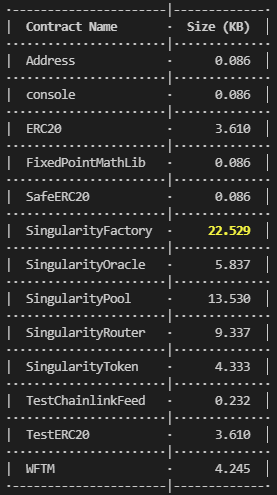 Contract Name · Size (KB)
Address · 0.086
console · 0.086
ERC20 · 3.610
FixedPointMathLib · 0.086
SafeERC20 · 0.086
SingularityFactory · 22.529
SingularityOracle · 5.837
SingularityPool · 13.530
SingularityRouter · 9.337
SingularityToken · 4.333
TestChainlinkFeed · 0.232
TestERC20 · 3.610
WFTM · 4.245